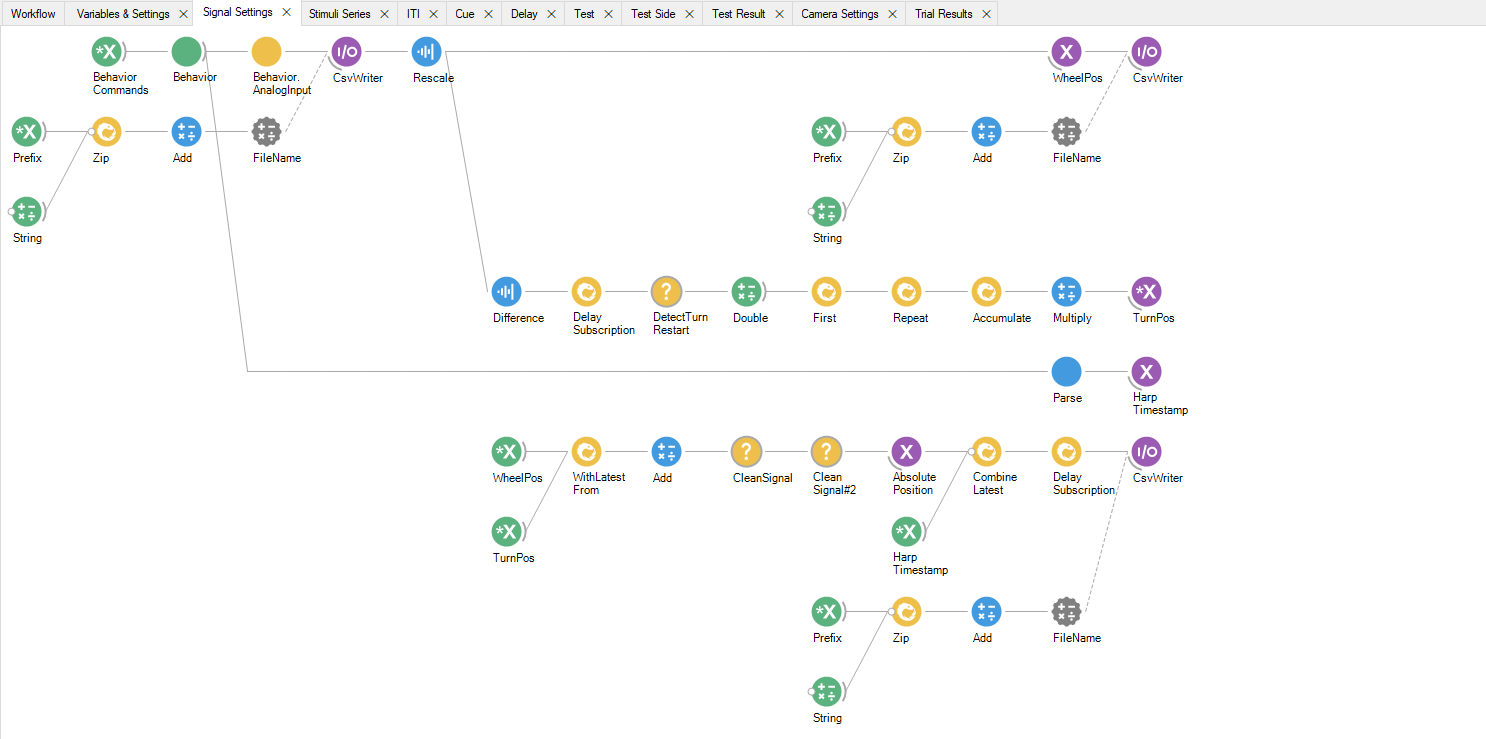 Workflow
Variables & Settings
Signal Settings
Stimuli Series
ITI
Cue
Delay
Test
Test Side
Test Result
Camera Settings
Trial Results
*X
I/O
X
I/O
Behavior
Commands
Behavior
Behavior.
AnalogInput
CsvWriter
Rescale
WheelPos
CsvWriter
*X
*X
Prefix
Zip
Add
FileName
Prefix
Zip
Add
FileName
String
String
?
*X
Difference
Delay
Subscription
DetectTurn
Restart
Double
First
Repeat
Accumulate
Multiply
TurnPos
X
Parse
Harp
Timestamp
*X
?
?
X
I/O
WheelPos
WithLatest
From
Add
CleanSignal
Clean
Signal#2
Absolute
Position
Combine
Latest
Delay
Subscription
CsvWriter
*X
*X
TurnPos
Harp
Timestamp
*X
Prefix
Zip
Add
FileName
String